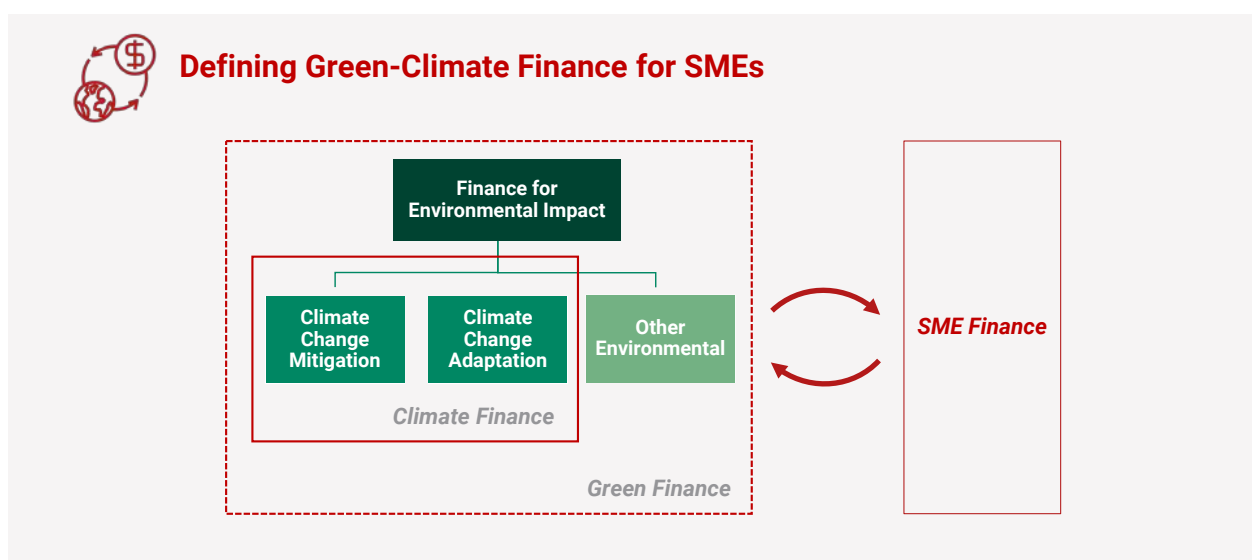 Defining Green-Climate Finance for SMEs
Finance for
Environmental Impact
Climate
Change
Mitigation
Climate
Change
Adaptation
Other
Environmental
Climate Finance
Green Finance
SME Finance